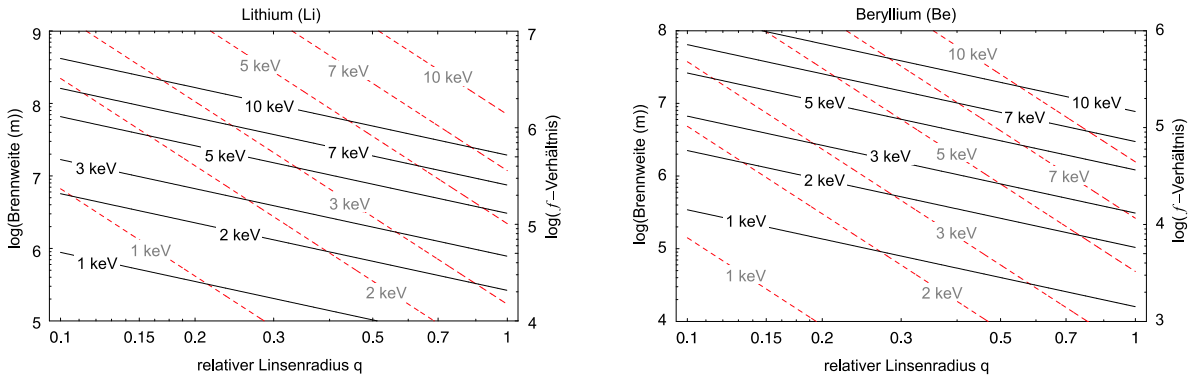 Lithium (Li)
9
8
7
6
5
log(Brennweite (m))
7
6
5
4
log(f−Verhältnis)
5 keV
7 keV
10 keV
10 keV
7 keV
5 keV
3 keV
3 keV
2 keV
1 keV
1 keV
2 keV
0.1
0.15
0.2
0.3
0.5
0.7
1
relativer Linsenradius q
Beryllium (Be)
8
7
6
5
4
log(Brennweite (m))
6
5
4
3
log(f−Verhältnis)
10 keV
10 keV
5 keV
7 keV
3 keV
5 keV
2 keV
7 keV
1 keV
3 keV
1 keV
2 keV
0.1
0.15
0.2
0.3
0.5
0.7
1
relativer Linsenradius q